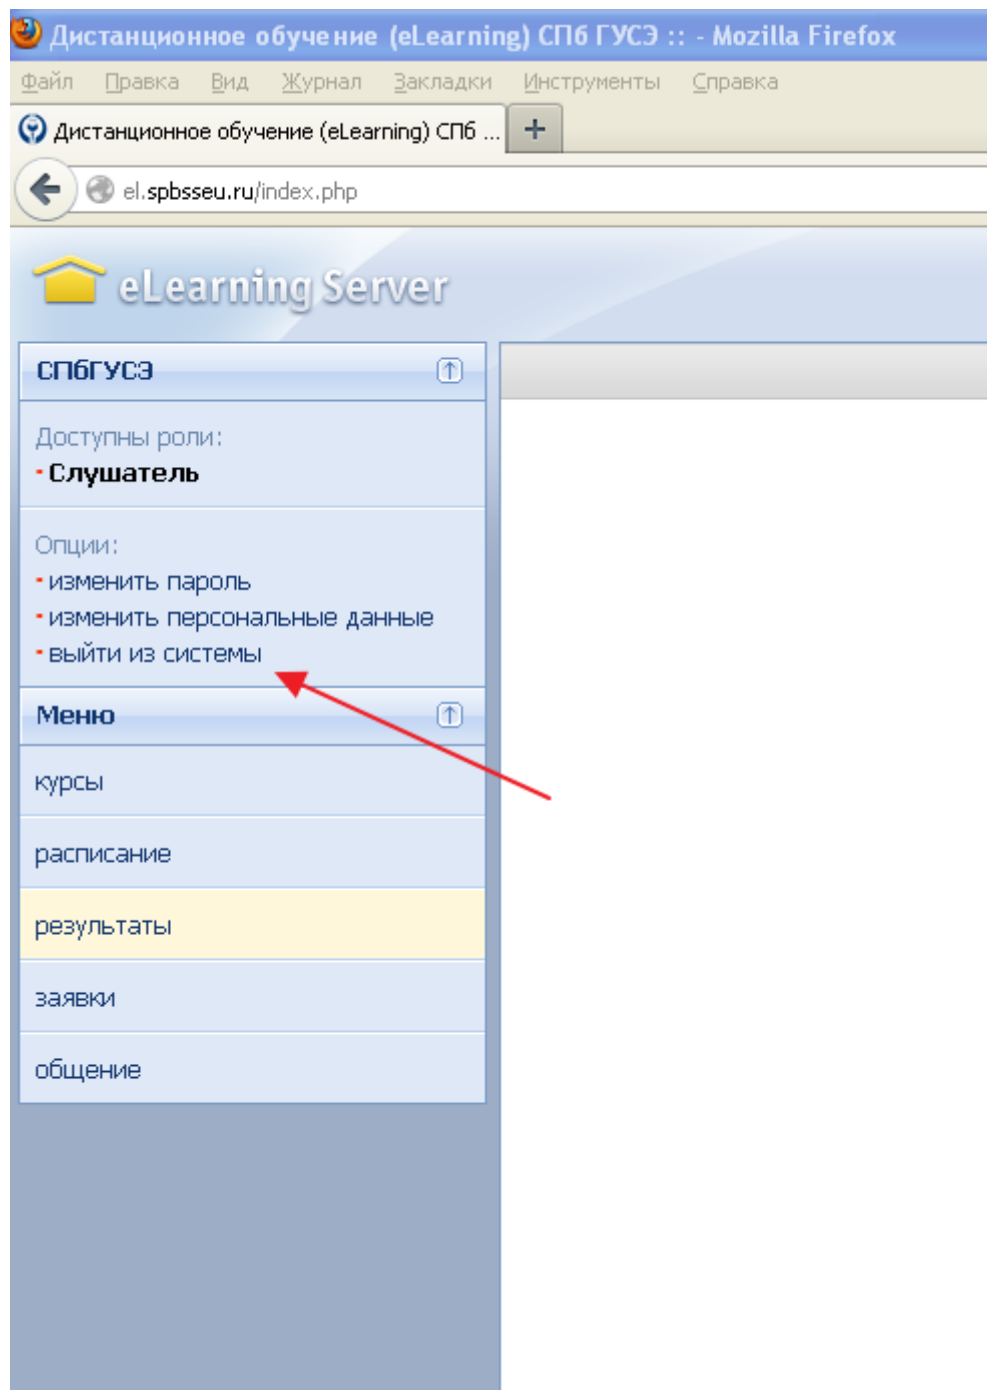 Дистанционное обучение (eLearning) СПб ГУСЭ :: - Mozilla Firefox
Файл Правка Вид Журнал Закладки Инструменты Справка
Дистанционное обучение (eLearning) СПб ... +
el.spbsseu.ru/index.php
eLearning Server
СПбГУСЭ
Доступны роли:
Слушатель
Опции:
изменить пароль
изменить персональные данные
выйти из системы
Меню
курсы
расписание
результаты
заявки
общение